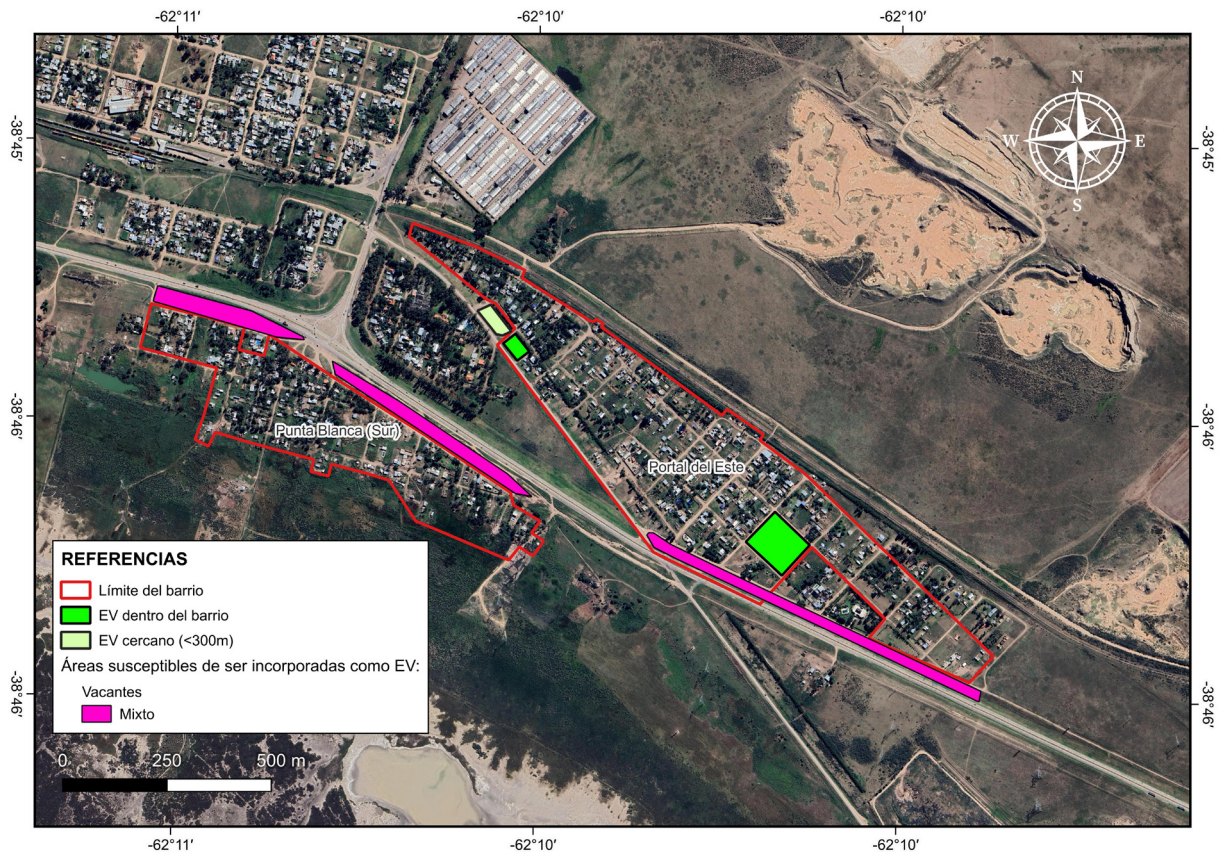 -62°11′ -62°10′ -62°10′
N
W E
S
-38°45′ -38°45′
-38°46′ -38°46′
-38°46′ -38°46′
Punta Blanca (Sur)
Portal del Este
REFERENCIAS
Límite del barrio
EV dentro del barrio
EV cercano (<300m)
Áreas susceptibles de ser incorporadas como EV:
Vacantes
Mixto
0 250 500 m
-62°11′ -62°10′ -62°10′